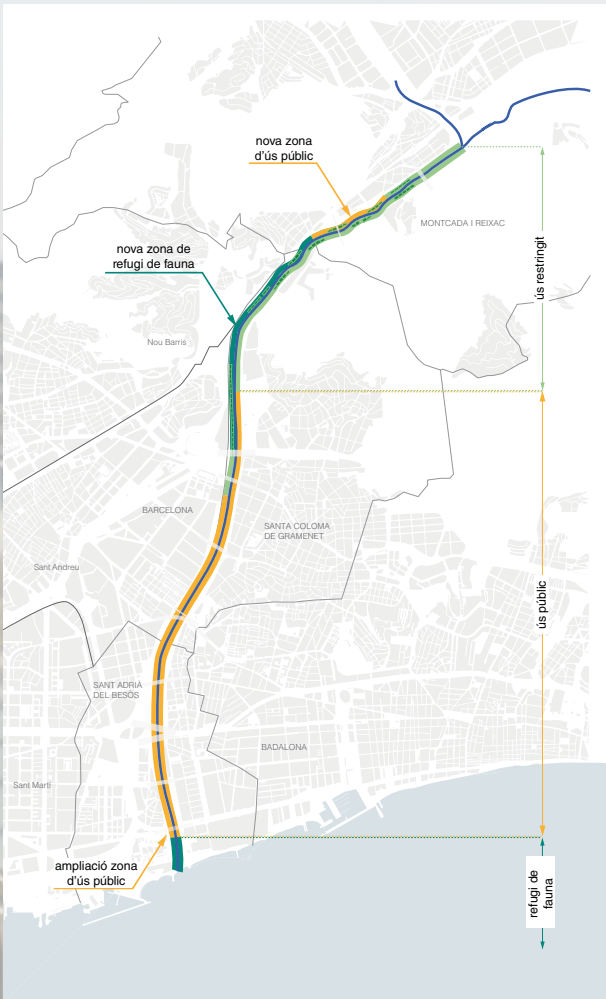 nova zona
d'ús públic
MONTCADA I REIXAC
ús restringit
nova zona de
refugi de fauna
Nou Barris
BARCELONA
SANTA COLOMA
DE GRAMENET
Sant Andreu
ús públic
SANT ADRIÀ
DEL BESÒS
BADALONA
Sant Martí
ampliació zona
d'ús públic
refugi de
fauna